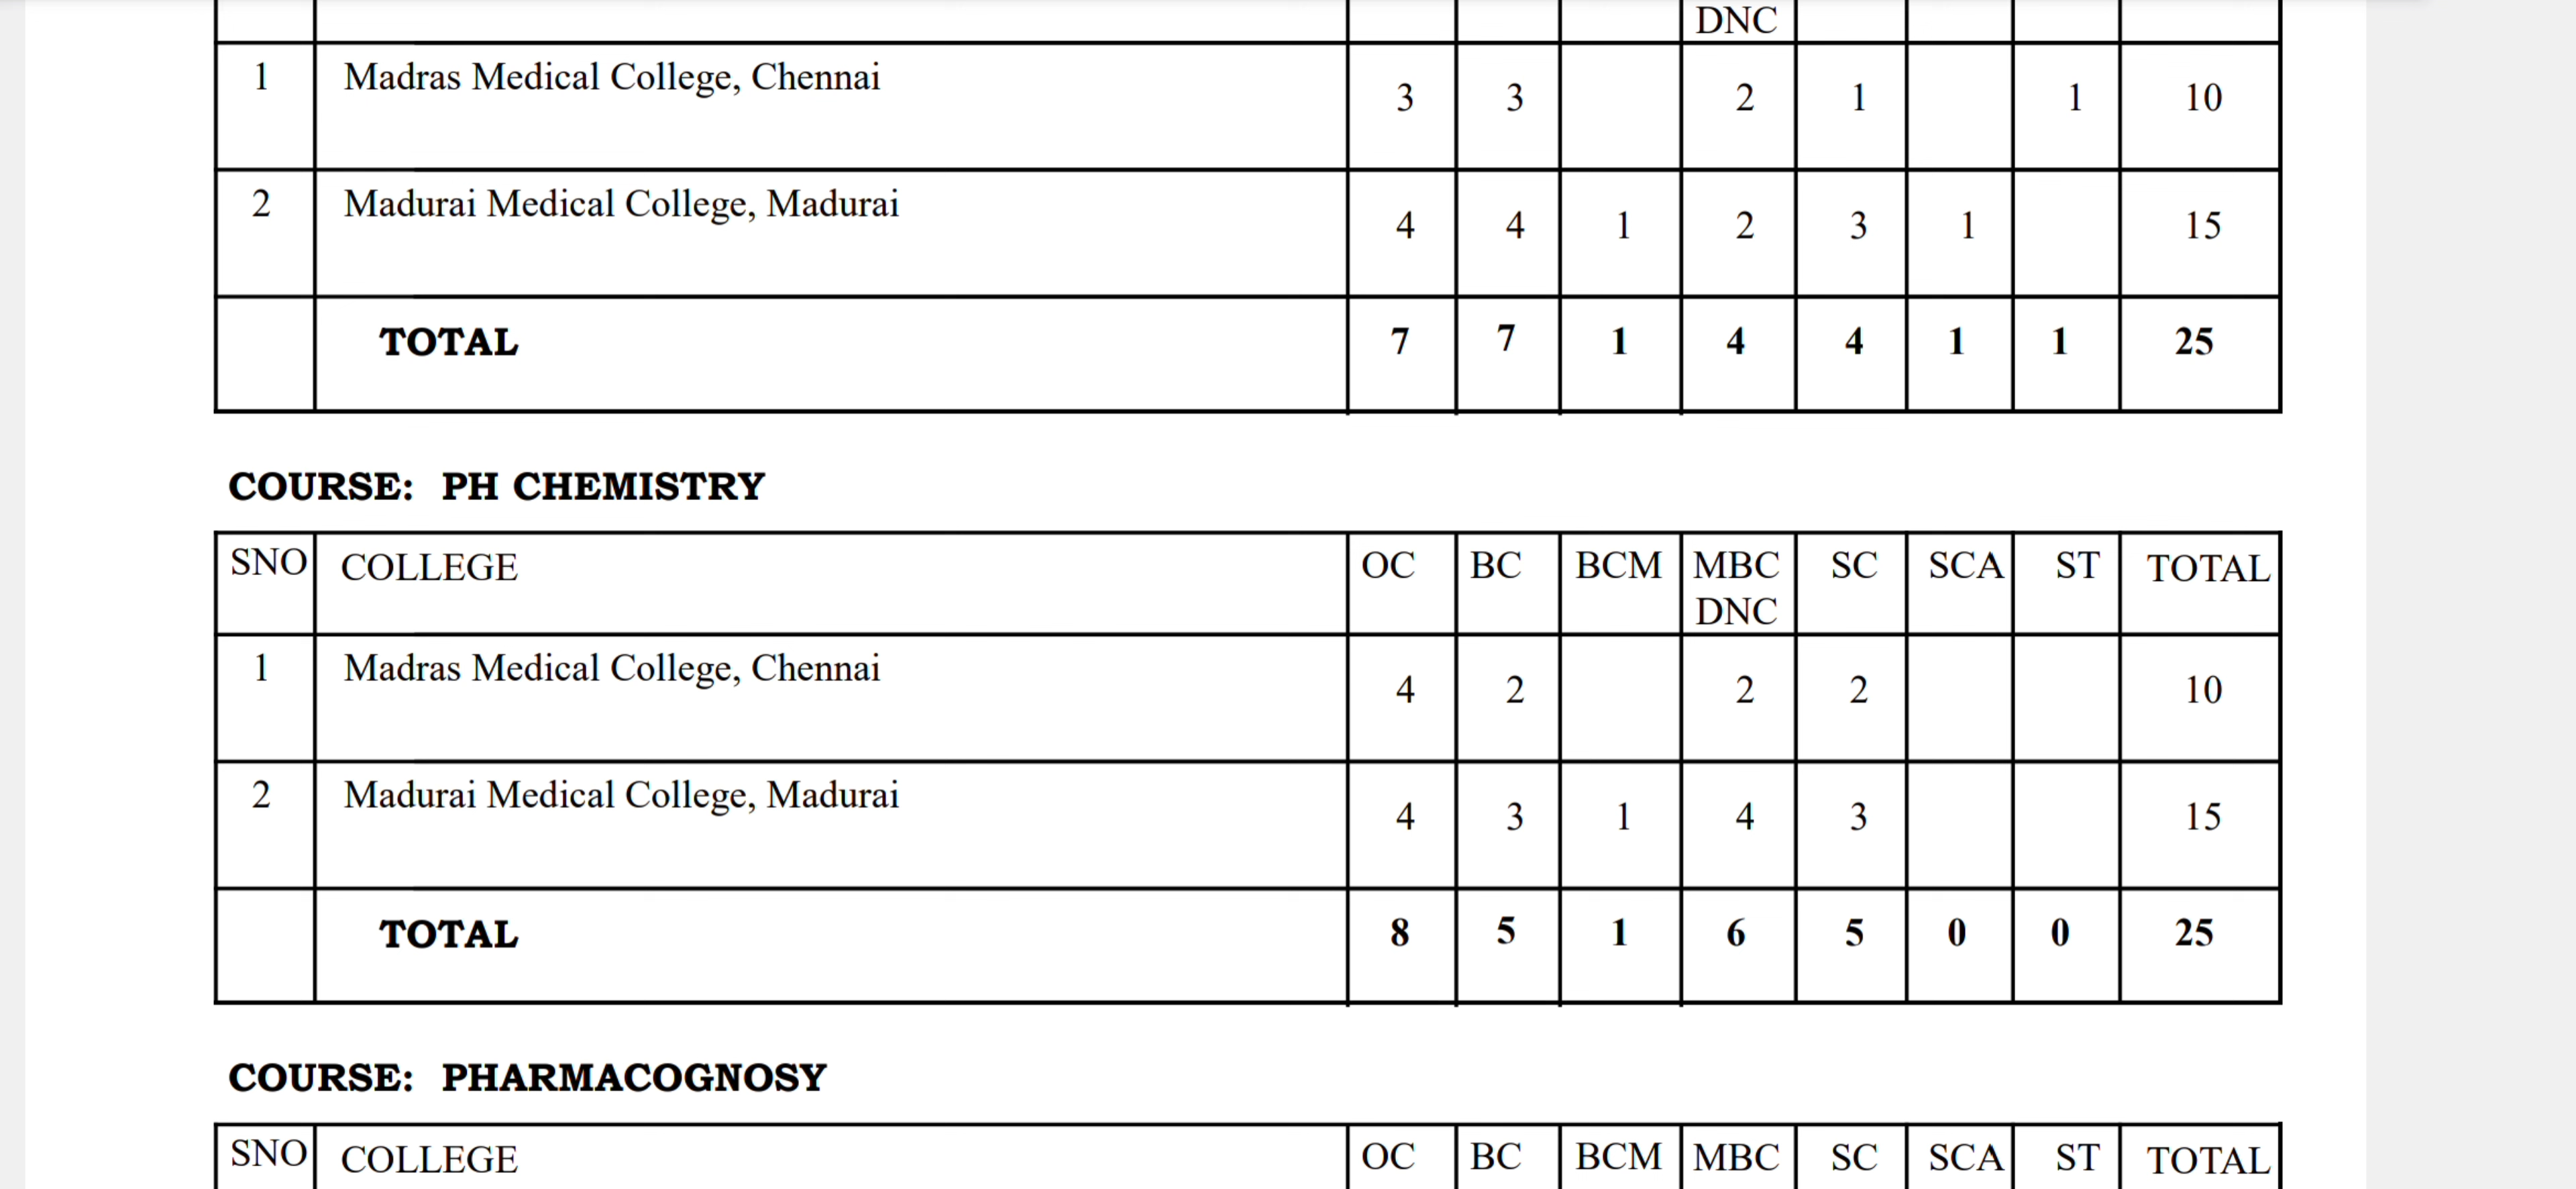 DNC
1 Madras Medical College, Chennai 3 3 2 1 1 10
2 Madurai Medical College, Madurai 4 4 1 2 3 1 15
TOTAL 7 7 1 4 4 1 1 25
COURSE: PH CHEMISTRY
SNO COLLEGE OC BC BCM MBC SC SCA ST TOTAL
DNC
1 Madras Medical College, Chennai 4 2 2 2 10
2 Madurai Medical College, Madurai 4 3 1 4 3 15
TOTAL 8 5 1 6 5 0 0 25
COURSE: PHARMACOGNOSY
SNO COLLEGE OC BC BCM MBC SC SCA ST TOTAL